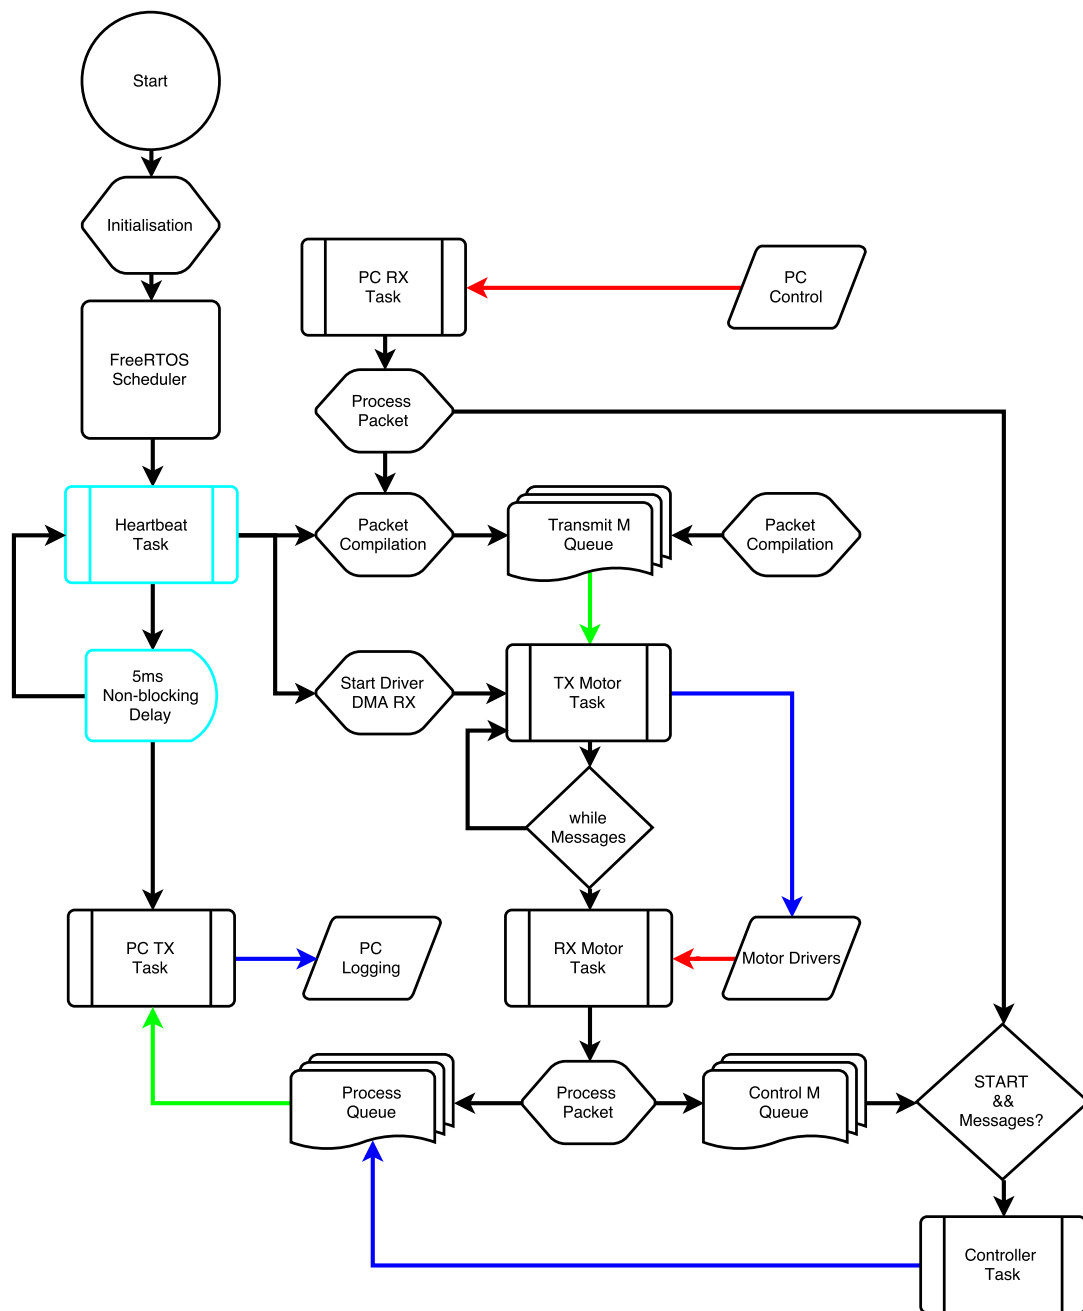 Start
Initialisation
PC RX
Task
PC
Control
FreeRTOS
Scheduler
Process
Packet
Heartbeat
Task
Packet
Compilation
Transmit M
Queue
Packet
Compilation
5ms
Non-blocking
Delay
Start Driver
DMA RX
TX Motor
Task
while
Messages
PC TX
Task
PC
Logging
RX Motor
Task
Motor Drivers
Process
Queue
Process
Packet
Control M
Queue
START
&&
Messages?
Controller
Task